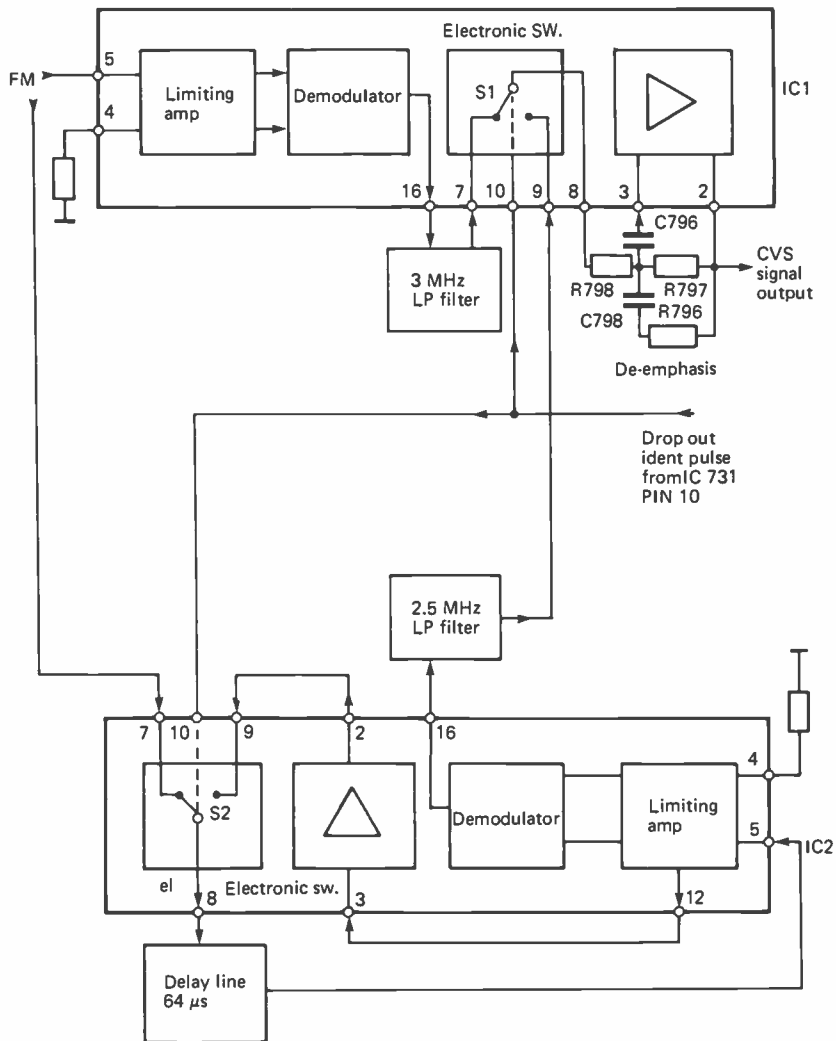 Electronic SW.
5
FM
4
Limiting
amp
Demodulator
S1
IC1
16
7
10
9
8
3
2
C796
3 MHz
LP filter
R798
R797
C798
R796
CVS
signal
output
De-emphasis
Drop out
ident pulse
fromIC 731
PIN 10
2.5 MHz
LP filter
7
10
9
2
16
4
S2
Demodulator
Limiting
amp
5
IC2
el
Electronic sw.
8
3
12
Delay line
64 µs